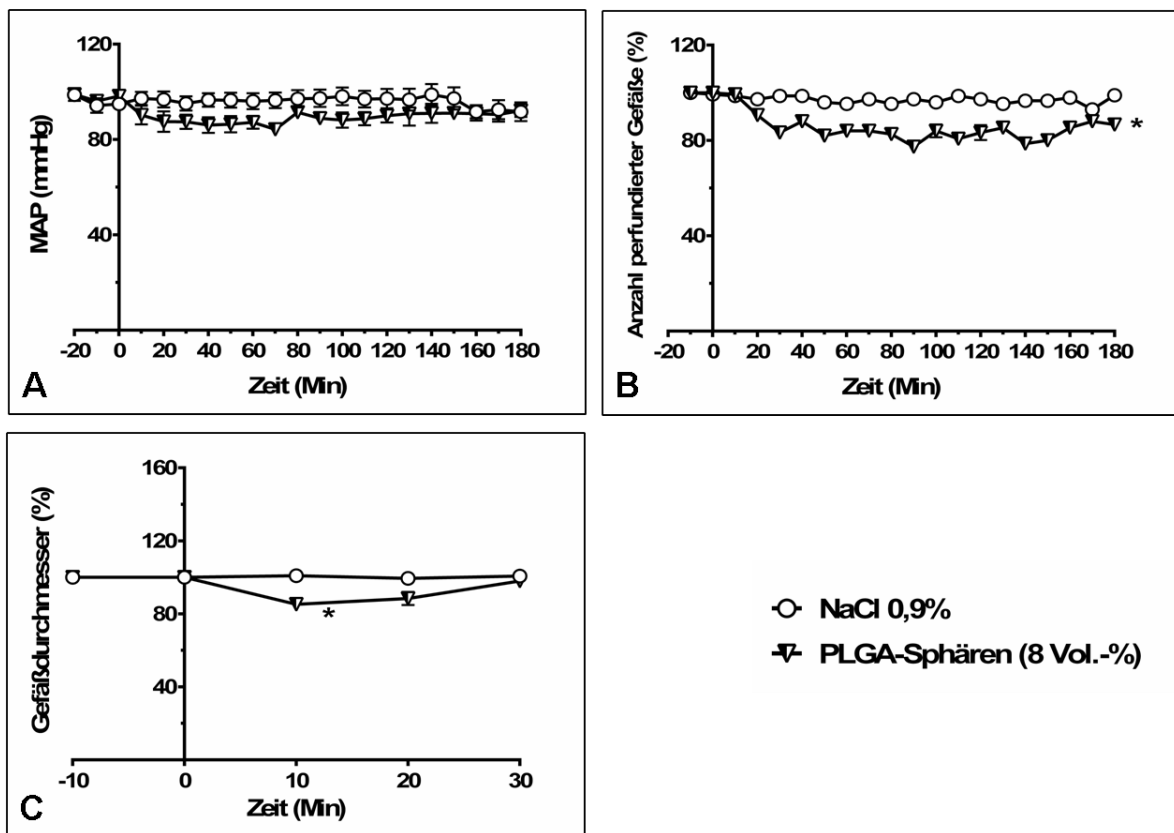 120
80
40
MAP (mmHg)
-20 0 20 40 60 80 100 120 140 160 180
Zeit (Min)
A
120
80
40
Anzahl perfundierter Gefäße (%)
*
-20 0 20 40 60 80 100 120 140 160 180
Zeit (Min)
B
160
120
80
40
Gefäßdurchmesser (%)
*
-10 0 10 20 30
Zeit (Min)
C
NaCl 0,9%
PLGA-Sphären (8 Vol.-%)